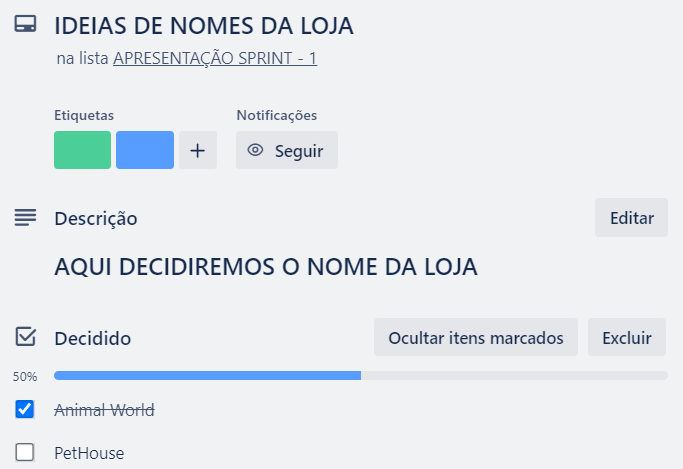 IDEIAS DE NOMES DA LOJA
na lista APRESENTAÇÃO SPRINT - 1
Etiquetas
Notificações
+
Seguir
Descrição
Editar
AQUI DECIDIREMOS O NOME DA LOJA
Decidido
Ocultar itens marcados
Excluir
50%
Animal World
PetHouse